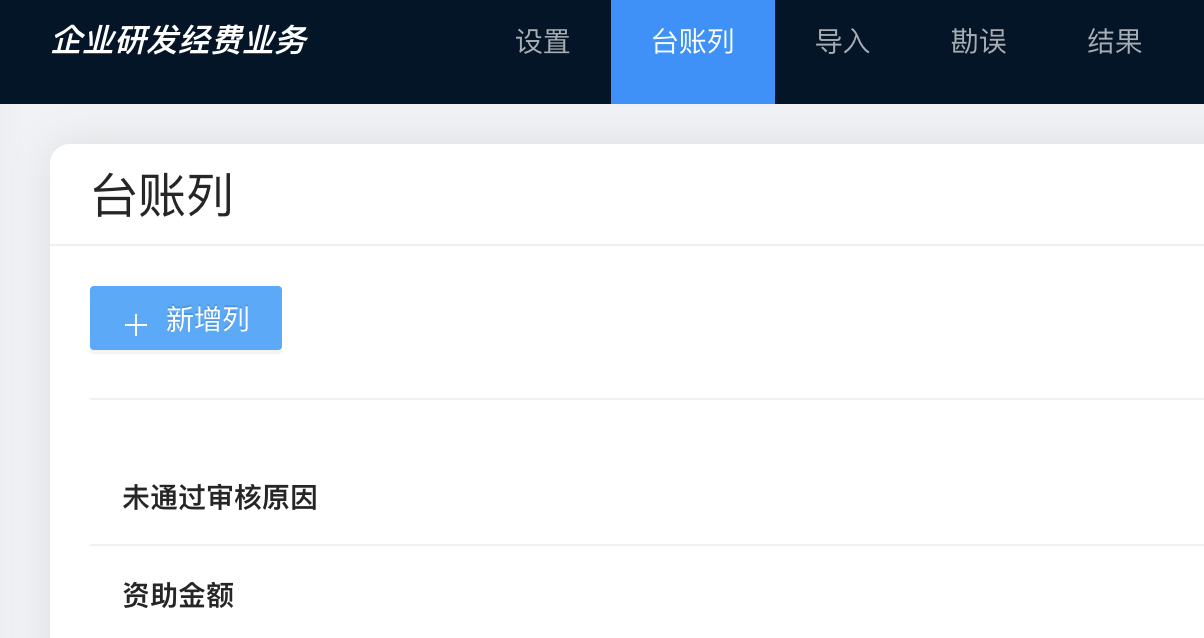 企业研发经费业务 设置 台账列 导入 勘误 结果
台账列
新增列
未通过审核原因
资助金额